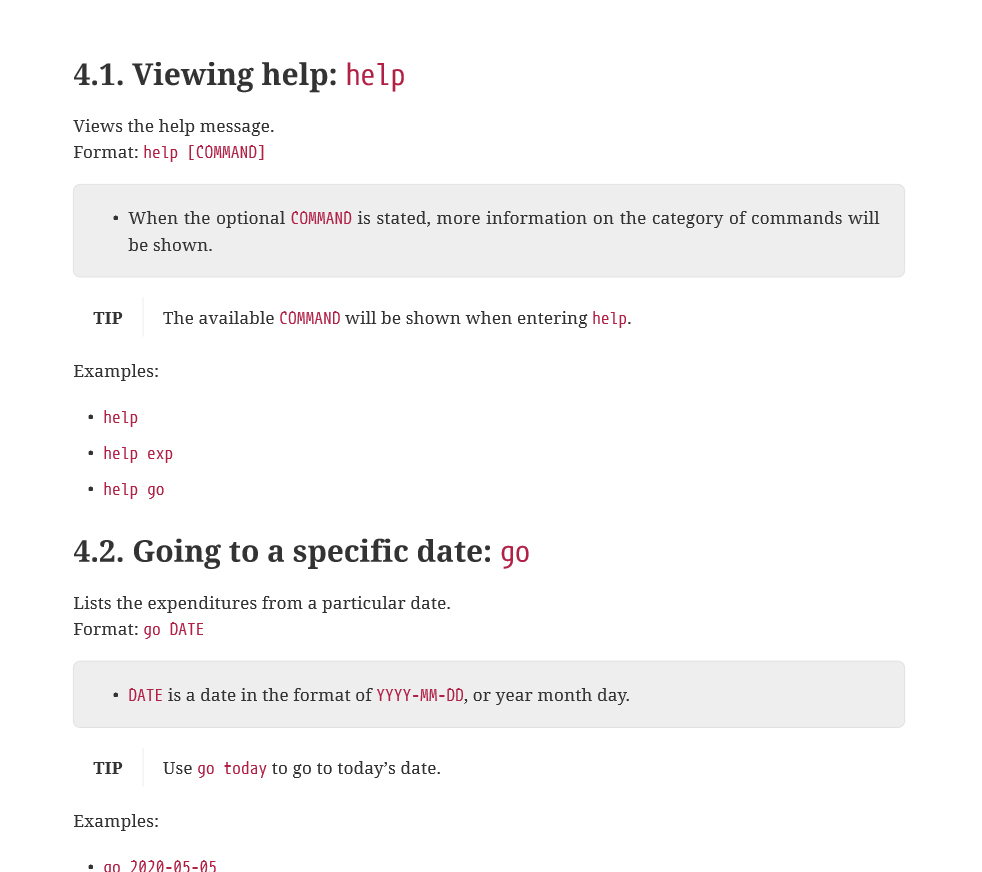 4.1. Viewing help: help
Views the help message.
Format: help [COMMAND]
• When the optional COMMAND is stated, more information on the category of commands will
be shown.
TIP The available COMMAND will be shown when entering help.
Examples:
• help
• help exp
• help go
4.2. Going to a specific date: go
Lists the expenditures from a particular date.
Format: go DATE
• DATE is a date in the format of YYYY-MM-DD, or year month day.
TIP Use go today to go to today’s date.
Examples:
• go 2020-05-05